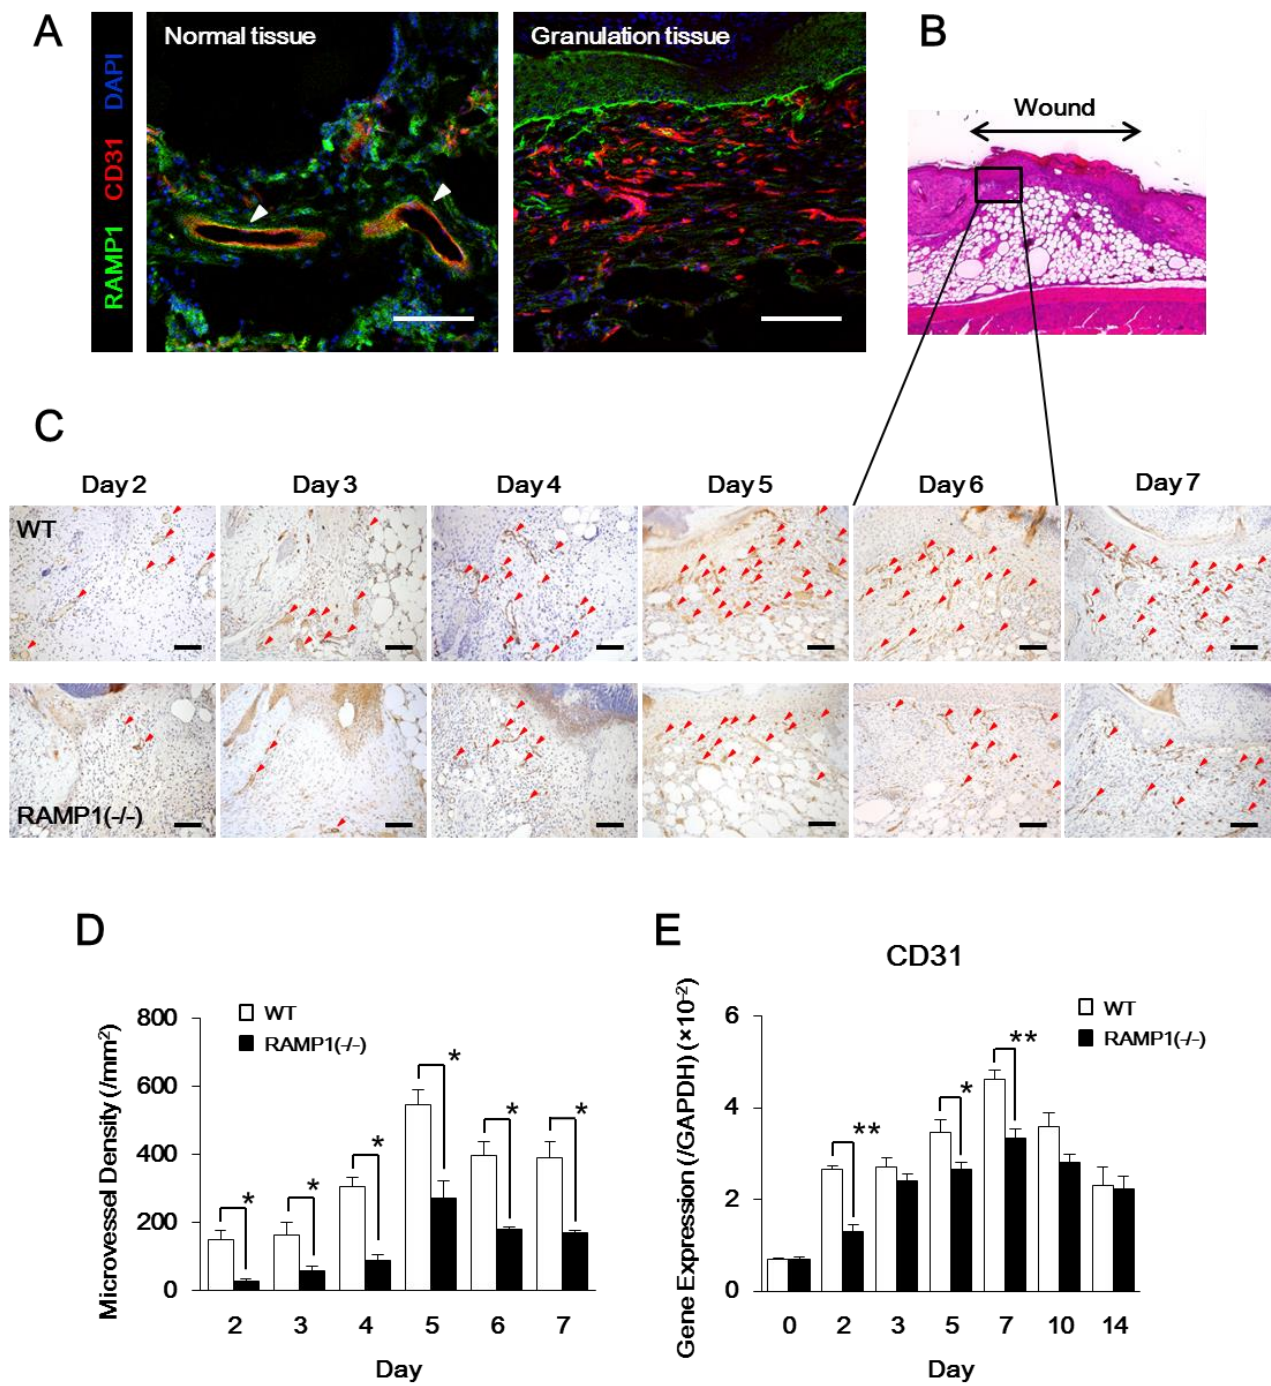 A
RAMP1 CD31 DAPI
Normal tissue
Granulation tissue
B
Wound
C
Day 2
Day 3
Day 4
Day 5
Day 6
Day 7
WT
RAMP1(-/-)
D
WT
RAMP1(-/-)
Microvessel Density (/mm²)
800
600
400
200
0
*
*
*
*
*
*
2 3 4 5 6 7
Day
E
CD31
WT
RAMP1(-/-)
Gene Expression (/GAPDH) (×10⁻²)
6
4
2
0
**
*
**
0 2 3 5 7 10 14
Day